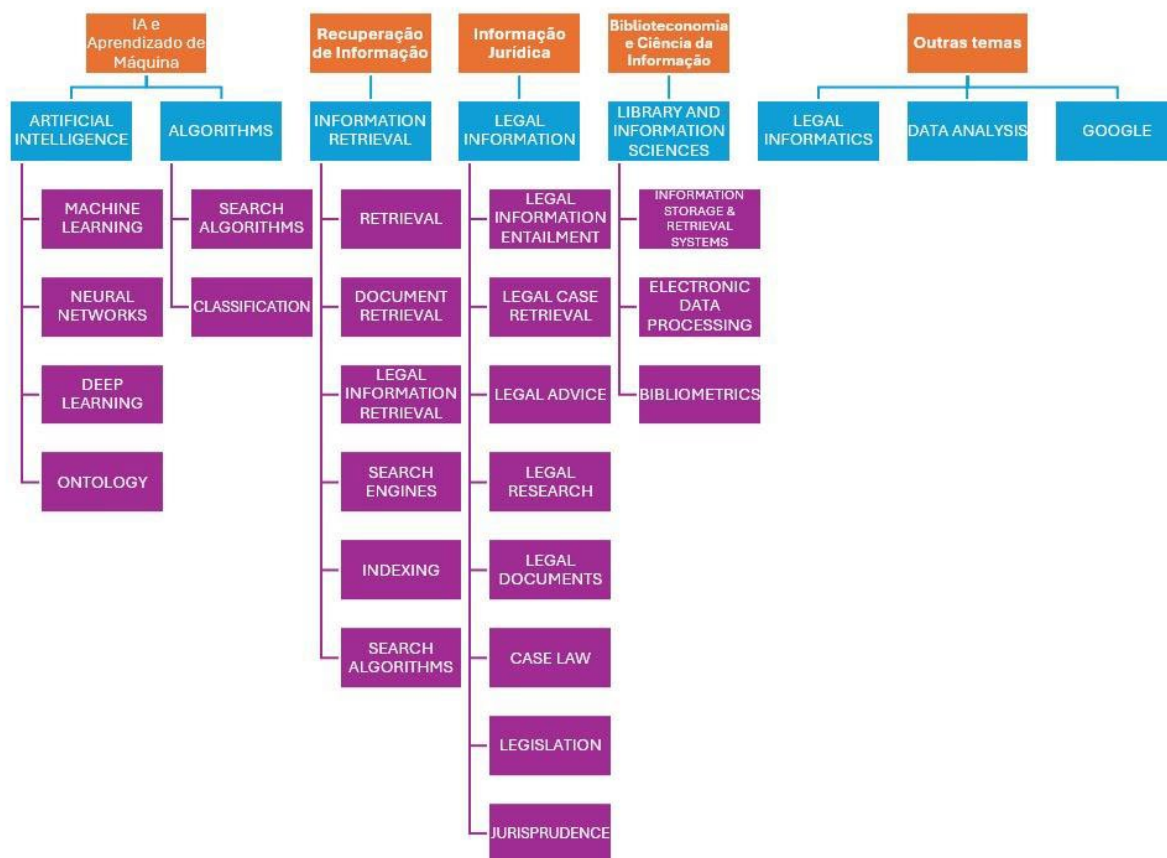 IA e
Aprendizado de
Máquina
Recuperação
de Informação
Informação
Jurídica
Biblioteconomia
e Ciência da
Informação
Outras temas
ARTIFICIAL
INTELLIGENCE
ALGORITHMS
INFORMATION
RETRIEVAL
LEGAL
INFORMATION
LIBRARY AND
INFORMATION
SCIENCES
LEGAL
INFORMATICS
DATA ANALYSIS
GOOGLE
MACHINE
LEARNING
NEURAL
NETWORKS
DEEP
LEARNING
ONTOLOGY
SEARCH
ALGORITHMS
CLASSIFICATION
RETRIEVAL
DOCUMENT
RETRIEVAL
LEGAL
INFORMATION
RETRIEVAL
SEARCH
ENGINES
INDEXING
SEARCH
ALGORITHMS
LEGAL
INFORMATION
ENTAILMENT
LEGAL CASE
RETRIEVAL
LEGAL ADVICE
LEGAL
RESEARCH
LEGAL
DOCUMENTS
CASE LAW
LEGISLATION
JURISPRUDENCE
INFORMATION
STORAGE &
RETRIEVAL
SYSTEMS
ELECTRONIC
DATA
PROCESSING
BIBLIOMETRICS